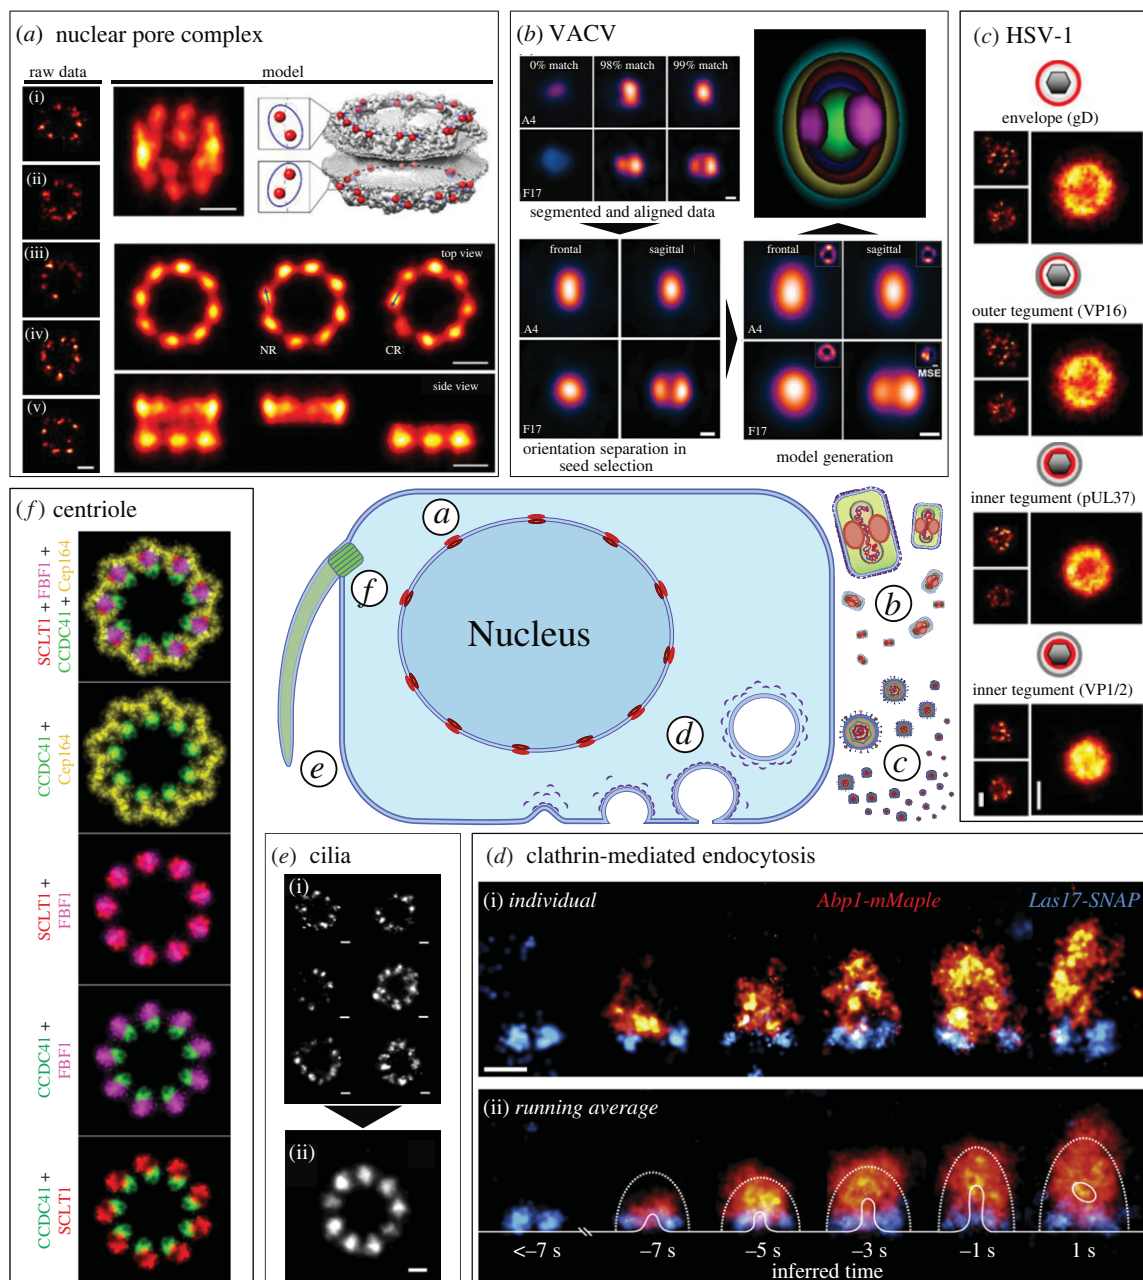 (a) nuclear pore complex
raw data
model
(i)
(ii)
(iii)
(iv)
(v)
top view
NR
CR
side view
(b) VACV
0% match
98% match
99% match
A4
F17
segmented and aligned data
frontal
sagittal
A4
F17
orientation separation in
seed selection
frontal
sagittal
A4
MSE
F17
model generation
(c) HSV-1
envelope (gD)
outer tegument (VP16)
inner tegument (pUL37)
inner tegument (VP1/2)
(f) centriole
SCLT1 + FBF1 +
CCDC41 + Cep164
CCDC41 +
Cep164
SCLT1 +
FBF1
CCDC41 +
FBF1
CCDC41 +
SCLT1
a
f
Nucleus
e
d
b
c
(e) cilia
(i)
(ii)
(d) clathrin-mediated endocytosis
(i) individual
Abp1-mMaple
Las17-SNAP
(ii) running average
<–7 s
–7 s
–5 s
–3 s
–1 s
1 s
inferred time